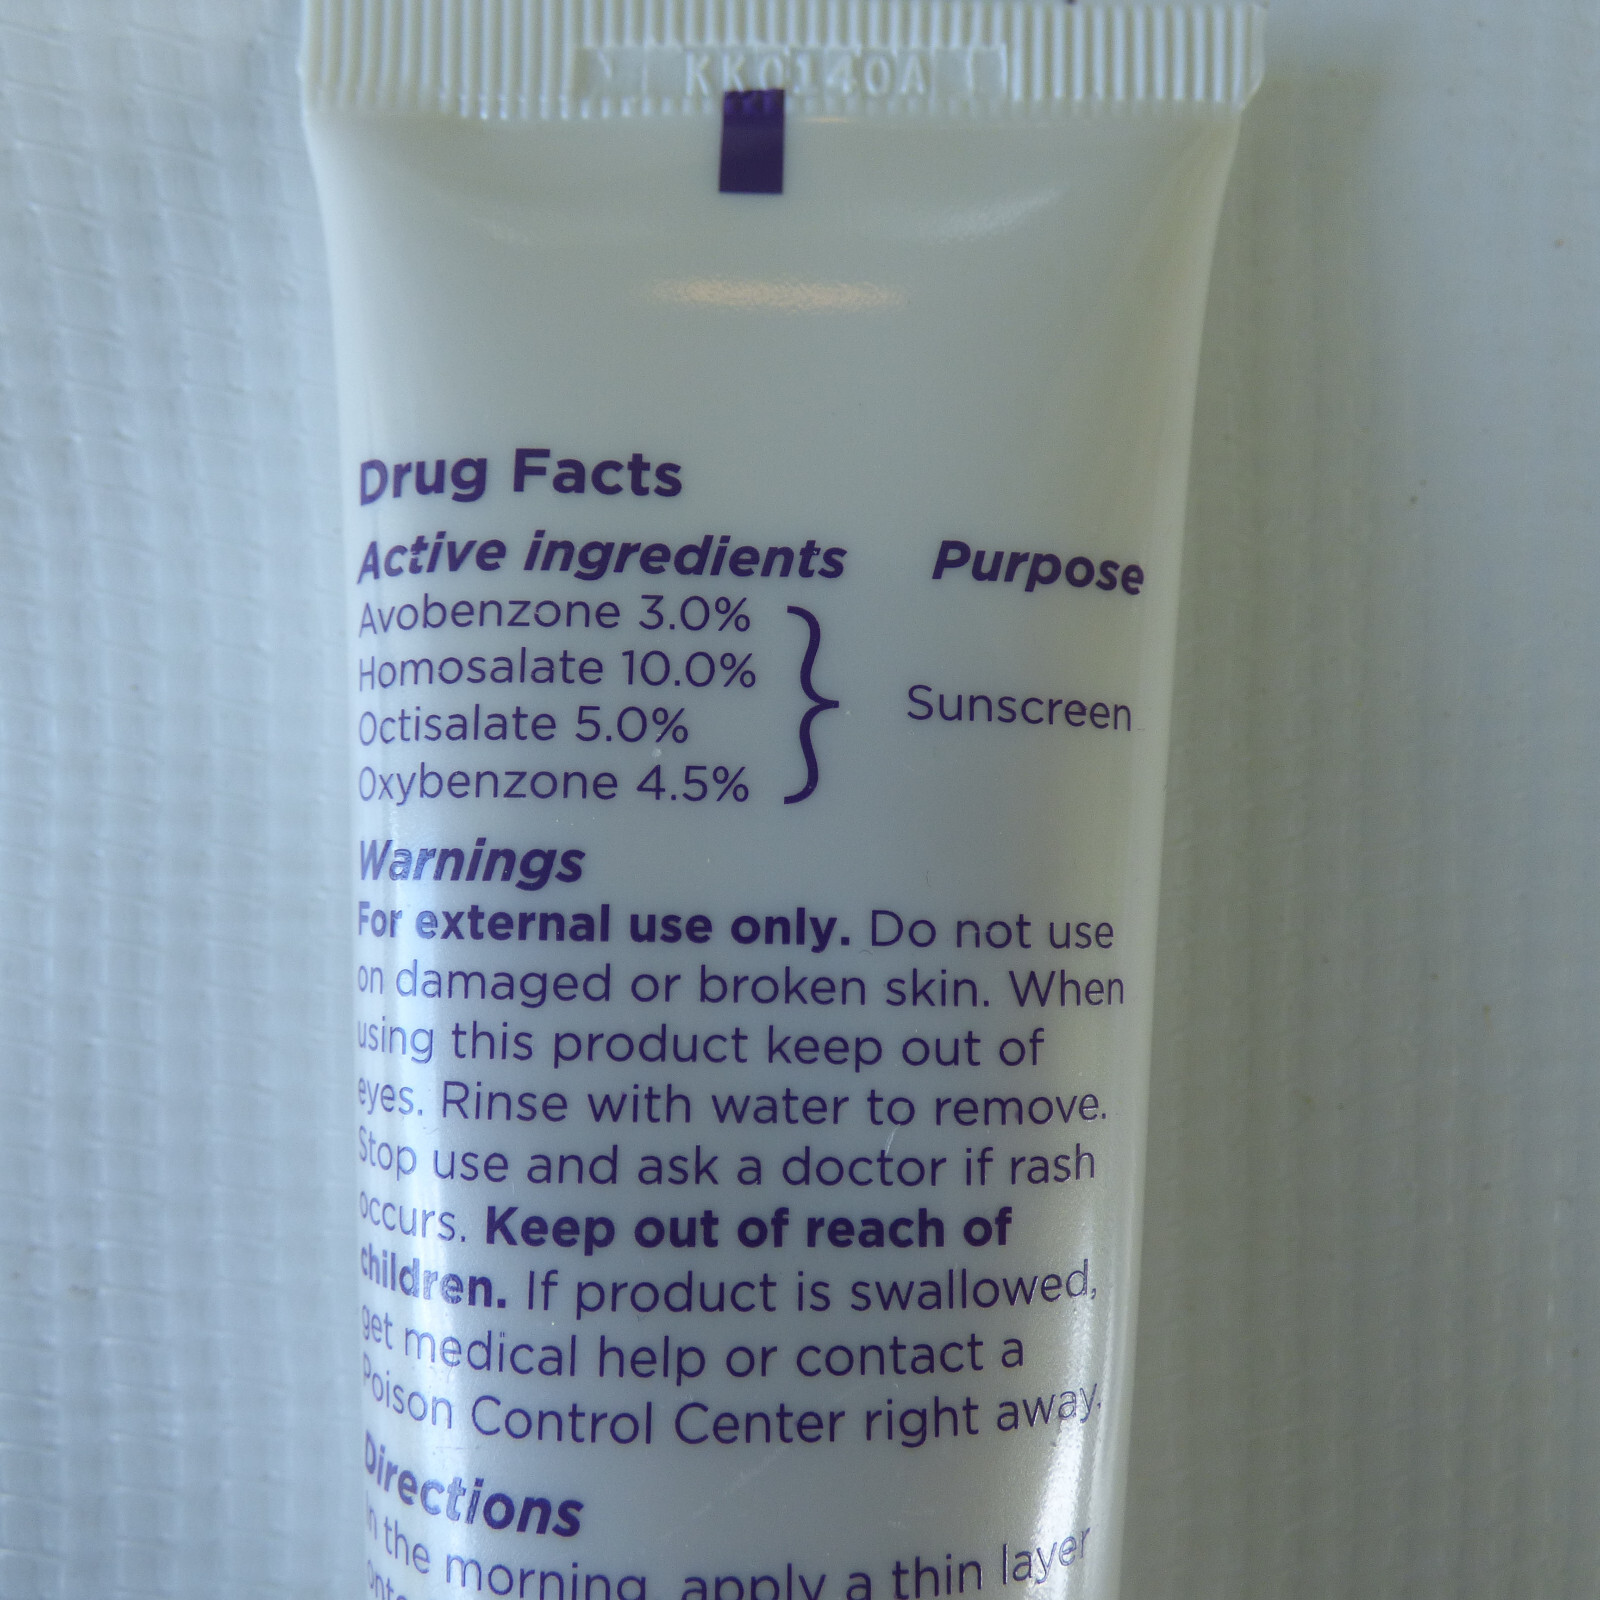 KK0140A
Drug Facts
Active ingredients Purpose
Avobenzone 3.0%
Homosalate 10.0%
Octisalate 5.0%
Sunscreen
Oxybenzone 4.5%
Warnings
For external use only. Do not use
on damaged or broken skin. When
using this product keep out of
eyes. Rinse with water to remove.
Stop use and ask a doctor if rash
occurs. Keep out of reach of
children. If product is swallowed,
get medical help or contact a
Poison Control Center right away.
Directions
In the morning, apply a thin layer